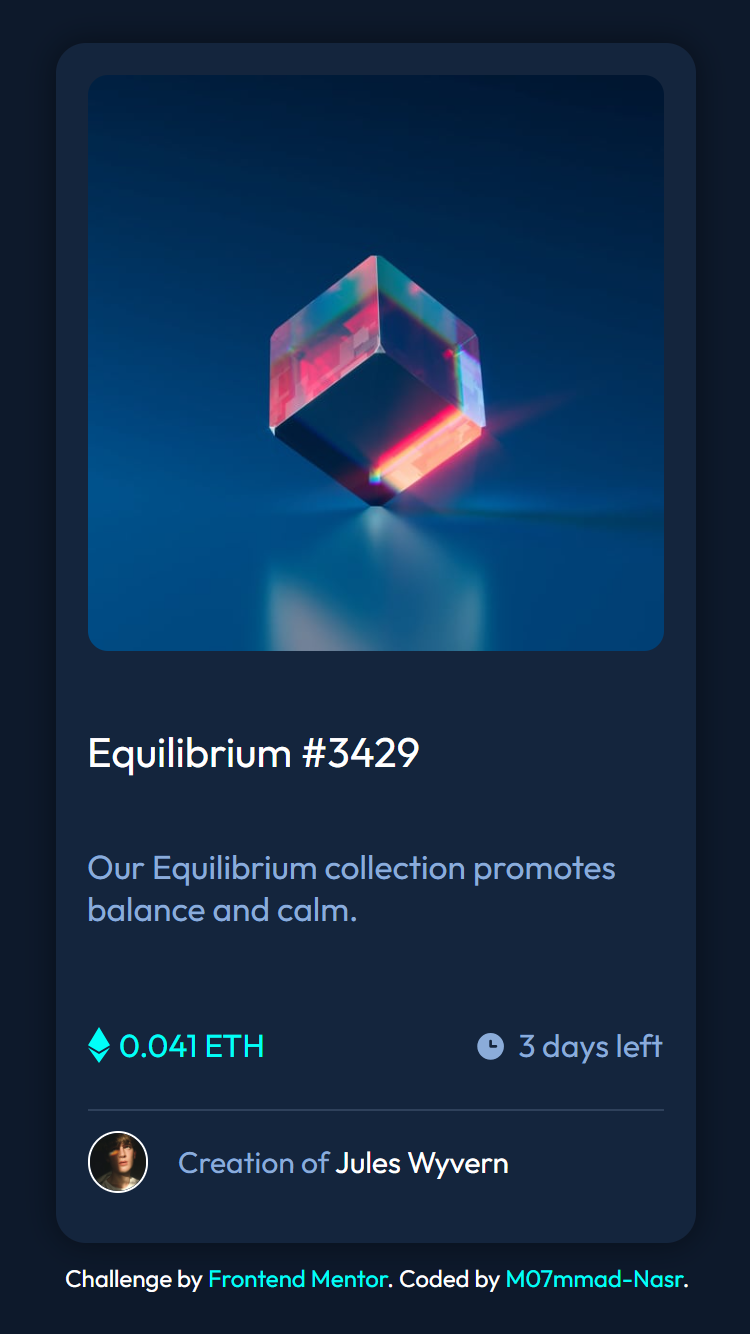 Equilibrium #3429
Our Equilibrium collection promotes
balance and calm.
0.041 ETH
3 days left
Creation of Jules Wyvern
Challenge by Frontend Mentor. Coded by M07mmad-Nasr.